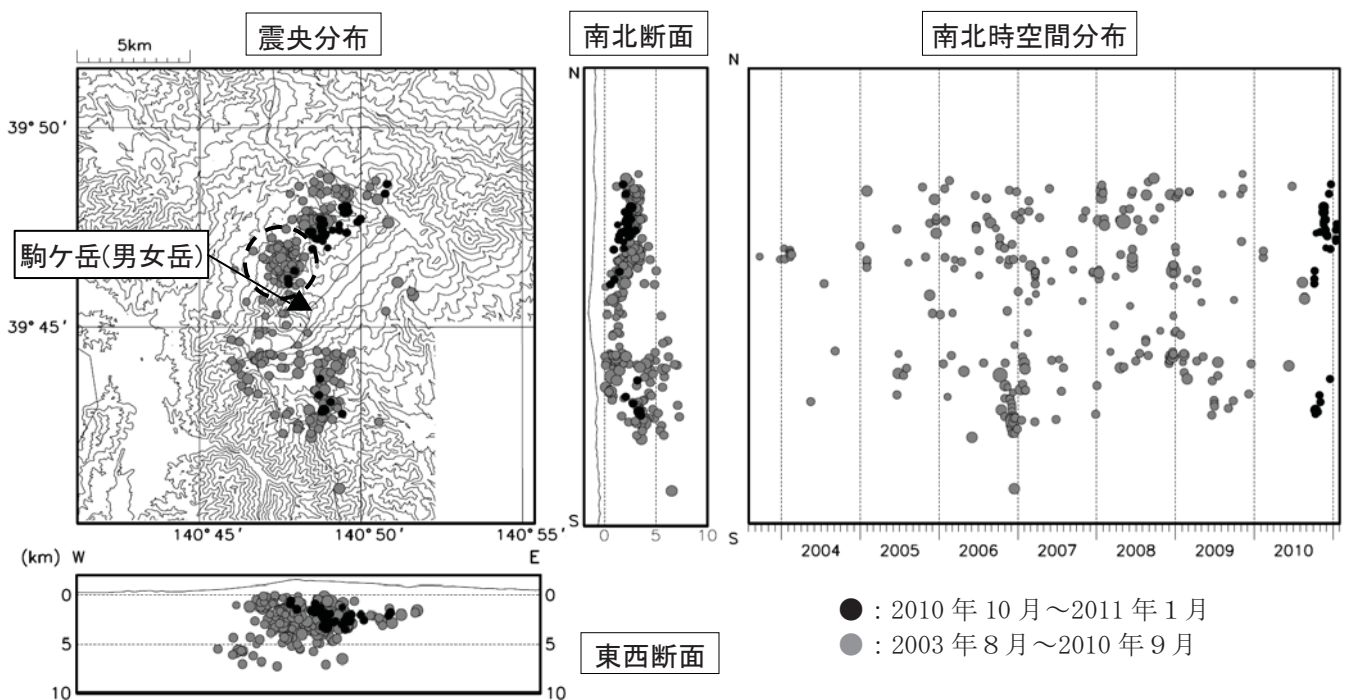 震央分布
南北断面
南北時空間分布
5km
N
N
39°50′
駒ケ岳(男女岳)
39°45′
S
S
0 5 10
2004 2005 2006 2007 2008 2009 2010
140°45′ 140°50′ 140°55′
(km) W E
0 0
5 5
10 10
東西断面
● : 2010 年 10 月～2011 年 1 月
● : 2003 年 8 月～2010 年 9 月